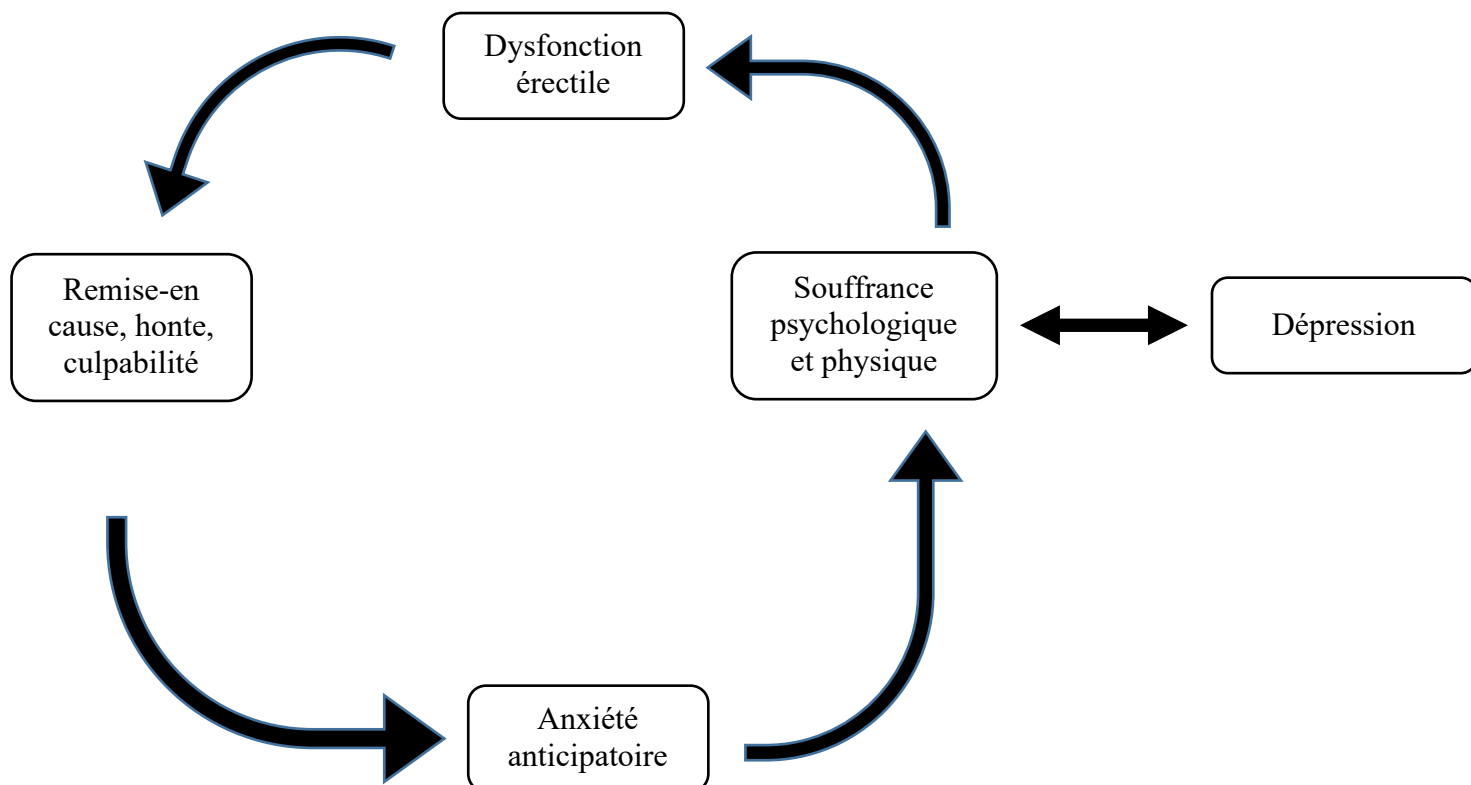 Dysfonction
érectile
Remise-en
cause, honte,
culpabilité
Souffrance
psychologique
et physique
Dépression
Anxiété
anticipatoire